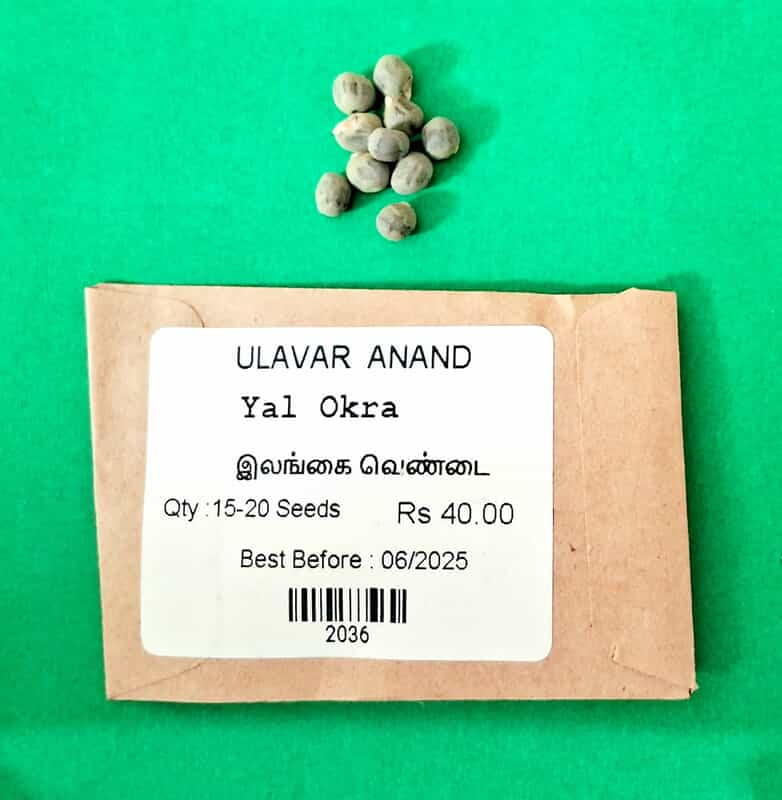 ULAVAR ANAND
Yal Okra
இலங்கை வெண்டை
Qty :15-20 Seeds Rs 40.00
Best Before : 06/2025
2036